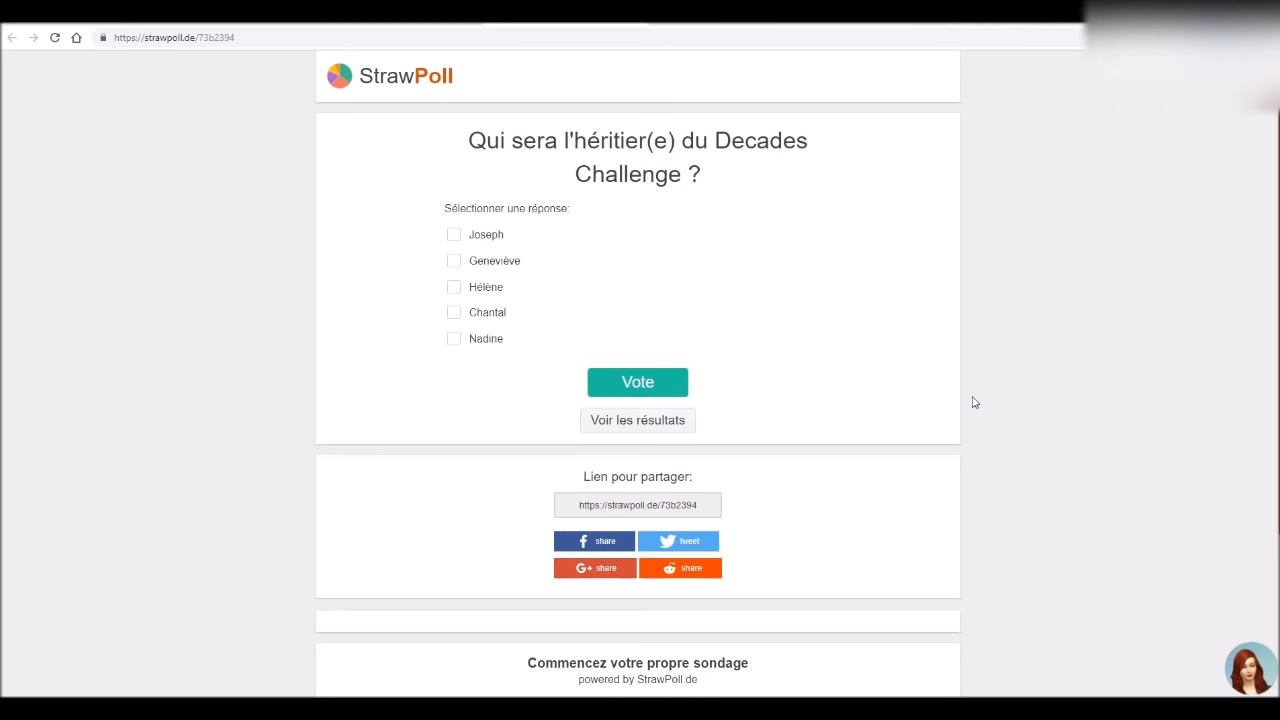 https://strawpoll.de/73b2394
StrawPoll
Qui sera l'héritier(e) du Decades
Challenge ?
Sélectionner une réponse:
Joseph
Geneviève
Hélène
Chantal
Nadine
Vote
Voir les résultats
Lien pour partager:
https://strawpoll.de/73b2394
share
tweet
G+ share
share
Commencez votre propre sondage
powered by StrawPoll.de